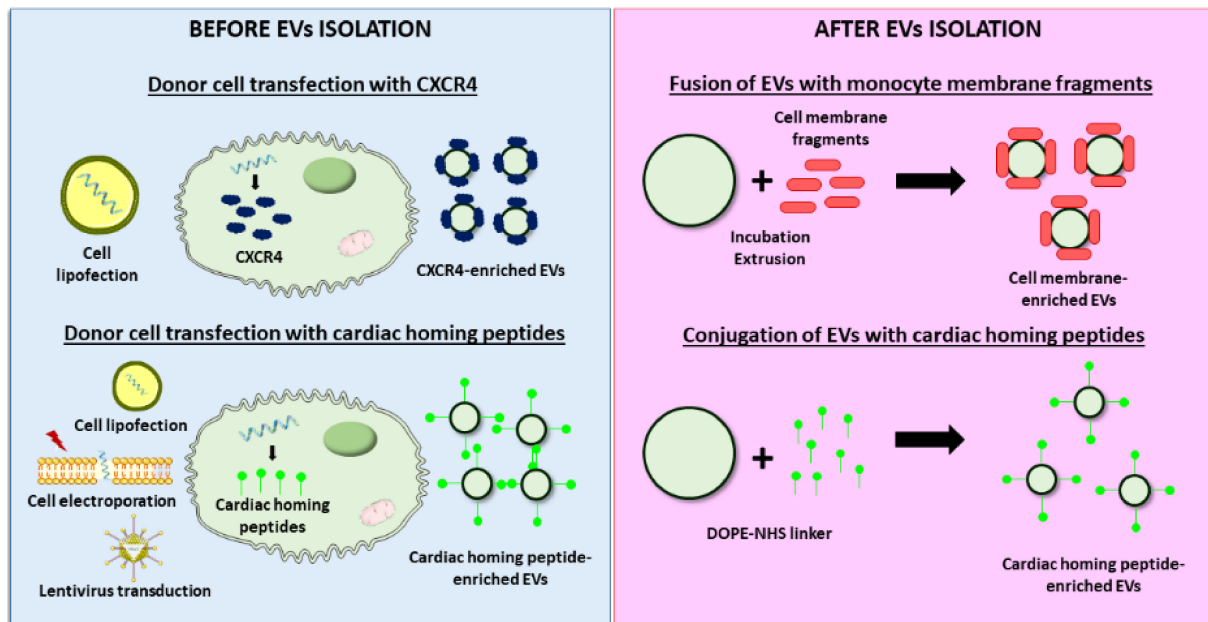 BEFORE EVs ISOLATION
Donor cell transfection with CXCR4
Cell
lipofection
CXCR4
CXCR4-enriched EVs
Donor cell transfection with cardiac homing peptides
Cell lipofection
Cell electroporation
Lentivirus transduction
Cardiac homing
peptides
Cardiac homing peptide-
enriched EVs
AFTER EVs ISOLATION
Fusion of EVs with monocyte membrane fragments
Cell membrane
fragments
+
Incubation
Extrusion
Cell membrane-
enriched EVs
Conjugation of EVs with cardiac homing peptides
+
DOPE-NHS linker
Cardiac homing peptide-
enriched EVs